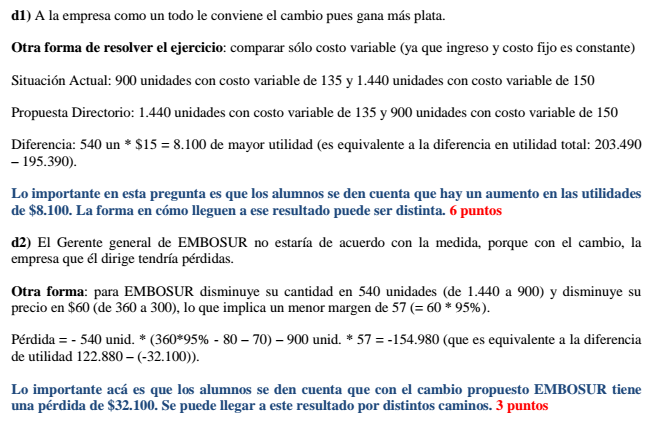 d1) A la empresa como un todo le conviene el cambio pues gana más plata.
Otra forma de resolver el ejercicio: comparar sólo costo variable (ya que ingreso y costo fijo es constante)
Situación Actual: 900 unidades con costo variable de 135 y 1.440 unidades con costo variable de 150
Propuesta Directorio: 1.440 unidades con costo variable de 135 y 900 unidades con costo variable de 150
Diferencia: 540 un * $15 = 8.100 de mayor utilidad (es equivalente a la diferencia en utilidad total: 203.490
– 195.390).
Lo importante en esta pregunta es que los alumnos se den cuenta que hay un aumento en las utilidades
de $8.100. La forma en cómo lleguen a ese resultado puede ser distinta. 6 puntos
d2) El Gerente general de EMBOSUR no estaría de acuerdo con la medida, porque con el cambio, la
empresa que él dirige tendría pérdidas.
Otra forma: para EMBOSUR disminuye su cantidad en 540 unidades (de 1.440 a 900) y disminuye su
precio en $60 (de 360 a 300), lo que implica un menor margen de 57 (= 60 * 95%).
Pérdida = - 540 unid. * (360*95% - 80 – 70) – 900 unid. * 57 = -154.980 (que es equivalente a la diferencia
de utilidad 122.880 – (-32.100)).
Lo importante acá es que los alumnos se den cuenta que con el cambio propuesto EMBOSUR tiene
una pérdida de $32.100. Se puede llegar a este resultado por distintos caminos. 3 puntos